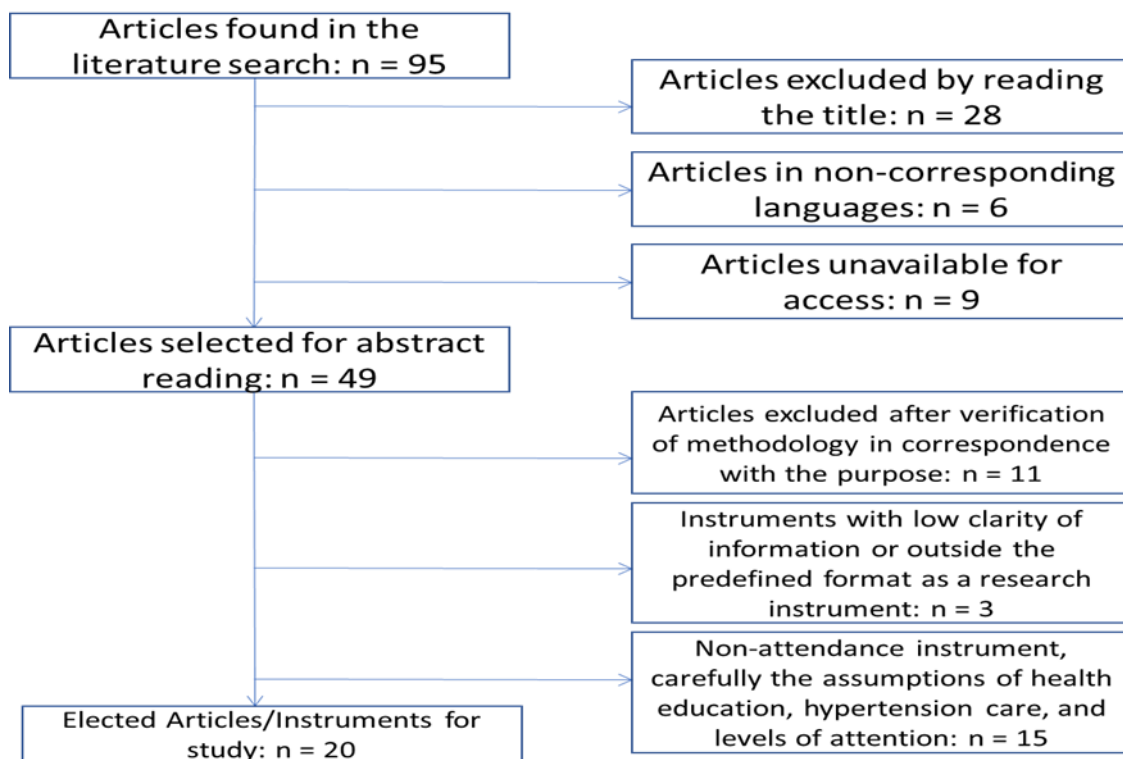 Articles found in the
literature search: n = 95
Articles excluded by reading
the title: n = 28
Articles in non-corresponding
languages: n = 6
Articles unavailable for
access: n = 9
Articles selected for abstract
reading: n = 49
Articles excluded after verification
of methodology in correspondence
with the purpose: n = 11
Instruments with low clarity of
information or outside the
predefined format as a research
instrument: n = 3
Non-attendance instrument,
carefully the assumptions of health
education, hypertension care, and
levels of attention: n = 15
Elected Articles/Instruments for
study: n = 20